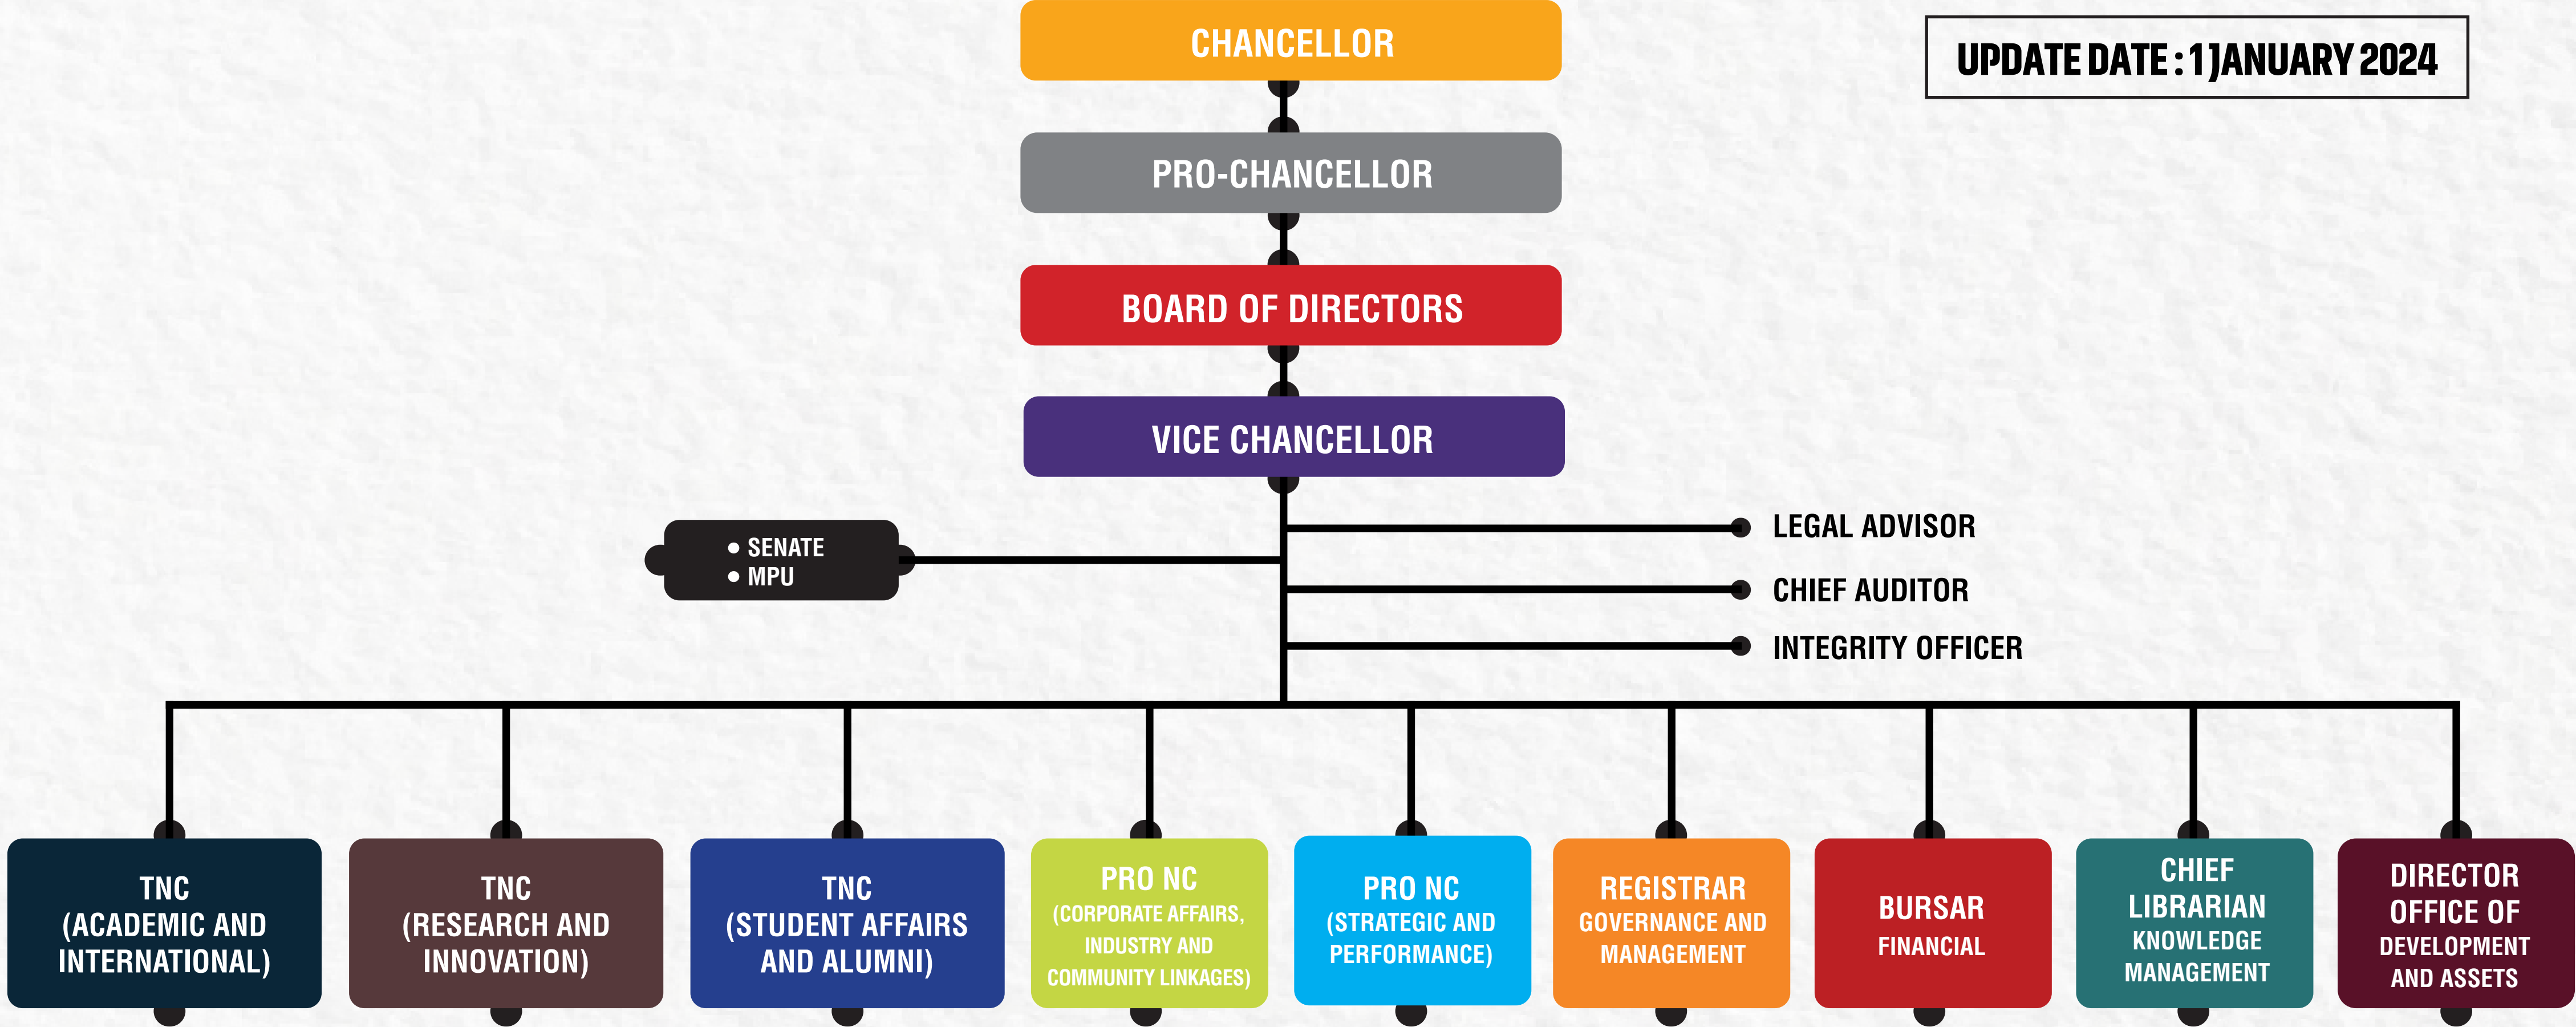 CHANCELLOR
UPDATE DATE : 1 JANUARY 2024
PRO-CHANCELLOR
BOARD OF DIRECTORS
VICE CHANCELLOR
• SENATE
• MPU
LEGAL ADVISOR
CHIEF AUDITOR
INTEGRITY OFFICER
TNC
(ACADEMIC AND
INTERNATIONAL)
TNC
(RESEARCH AND
INNOVATION)
TNC
(STUDENT AFFAIRS
AND ALUMNI)
PRO NC
(CORPORATE AFFAIRS,
INDUSTRY AND
COMMUNITY LINKAGES)
PRO NC
(STRATEGIC AND
PERFORMANCE)
REGISTRAR
GOVERNANCE AND
MANAGEMENT
BURSAR
FINANCIAL
CHIEF
LIBRARIAN
KNOWLEDGE
MANAGEMENT
DIRECTOR
OFFICE OF
DEVELOPMENT
AND ASSETS